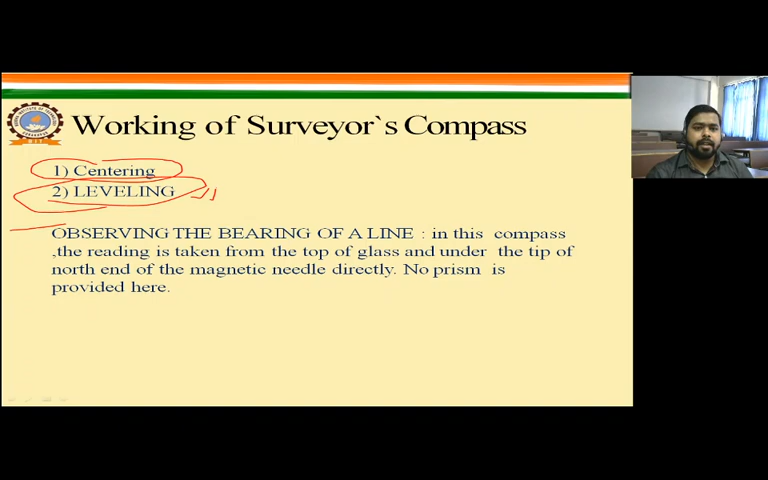 Working of Surveyor`s Compass
1) Centering
2) LEVELING
OBSERVING THE BEARING OF A LINE : in this compass
,the reading is taken from the top of glass and under the tip of
north end of the magnetic needle directly. No prism is
provided here.